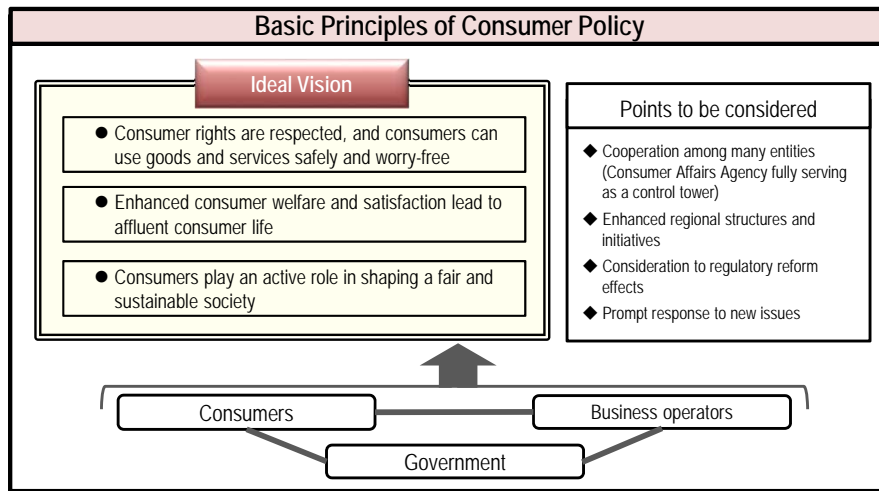 Basic Principles of Consumer Policy
Ideal Vision
● Consumer rights are respected, and consumers can
use goods and services safely and worry-free
● Enhanced consumer welfare and satisfaction lead to
affluent consumer life
● Consumers play an active role in shaping a fair and
sustainable society
Points to be considered
◆ Cooperation among many entities
(Consumer Affairs Agency fully serving
as a control tower)
◆ Enhanced regional structures and
initiatives
◆ Consideration to regulatory reform
effects
◆ Prompt response to new issues
Consumers
Business operators
Government